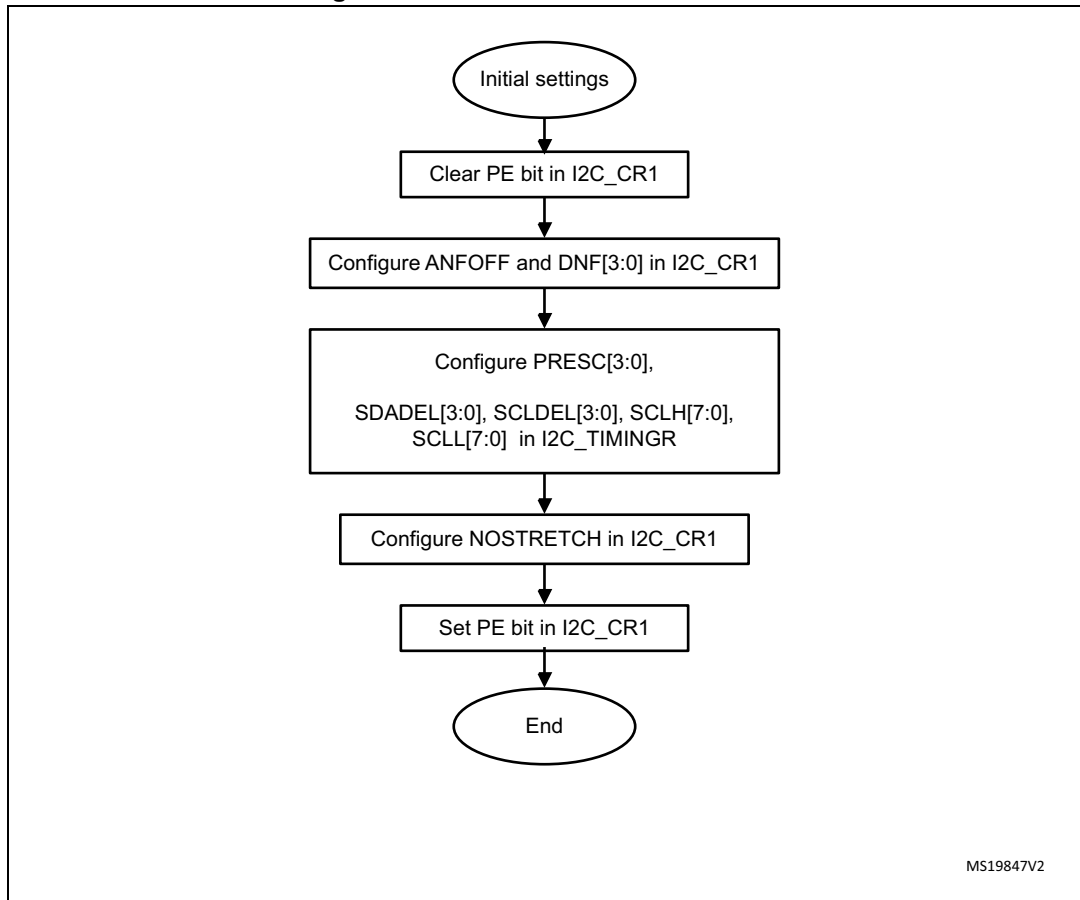 Initial settings
Clear PE bit in I2C_CR1
Configure ANFOFF and DNF[3:0] in I2C_CR1
Configure PRESC[3:0],
SDADEL[3:0], SCLDEL[3:0], SCLH[7:0],
SCLL[7:0] in I2C_TIMINGR
Configure NOSTRETCH in I2C_CR1
Set PE bit in I2C_CR1
End
MS19847V2